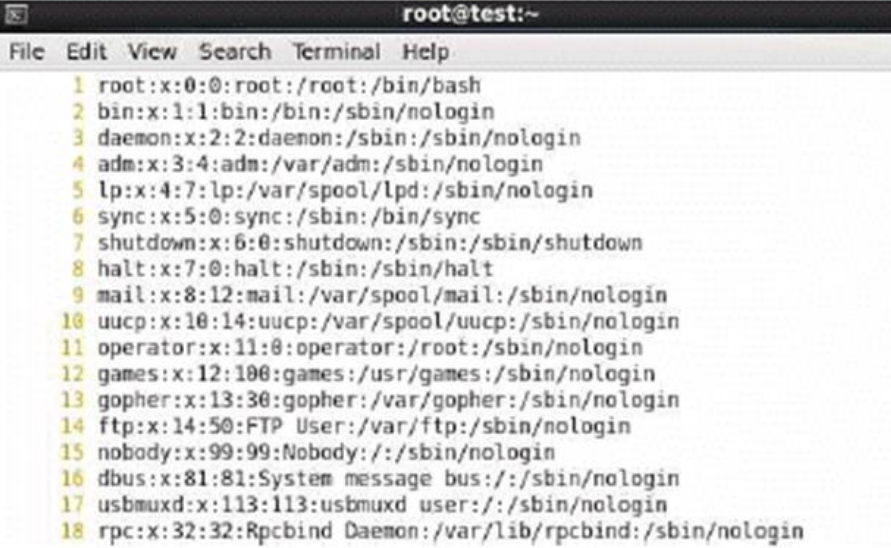 root@test:~
File Edit View Search Terminal Help
1 root:x:0:0:root:/root:/bin/bash
2 bin:x:1:1:bin:/bin:/sbin/nologin
3 daemon:x:2:2:daemon:/sbin:/sbin/nologin
4 adm:x:3:4:adm:/var/adm:/sbin/nologin
5 lp:x:4:7:lp:/var/spool/lpd:/sbin/nologin
6 sync:x:5:0:sync:/sbin:/bin/sync
7 shutdown:x:6:0:shutdown:/sbin:/sbin/shutdown
8 halt:x:7:0:halt:/sbin:/sbin/halt
9 mail:x:8:12:mail:/var/spool/mail:/sbin/nologin
10 uucp:x:10:14:uucp:/var/spool/uucp:/sbin/nologin
11 operator:x:11:0:operator:/root:/sbin/nologin
12 games:x:12:100:games:/usr/games:/sbin/nologin
13 gopher:x:13:30:gopher:/var/gopher:/sbin/nologin
14 ftp:x:14:50:FTP User:/var/ftp:/sbin/nologin
15 nobody:x:99:99:Nobody:/:/sbin/nologin
16 dbus:x:81:81:System message bus:/:/sbin/nologin
17 usbmuxd:x:113:113:usbmuxd user:/:/sbin/nologin
18 rpc:x:32:32:Rpcbind Daemon:/var/lib/rpcbind:/sbin/nologin